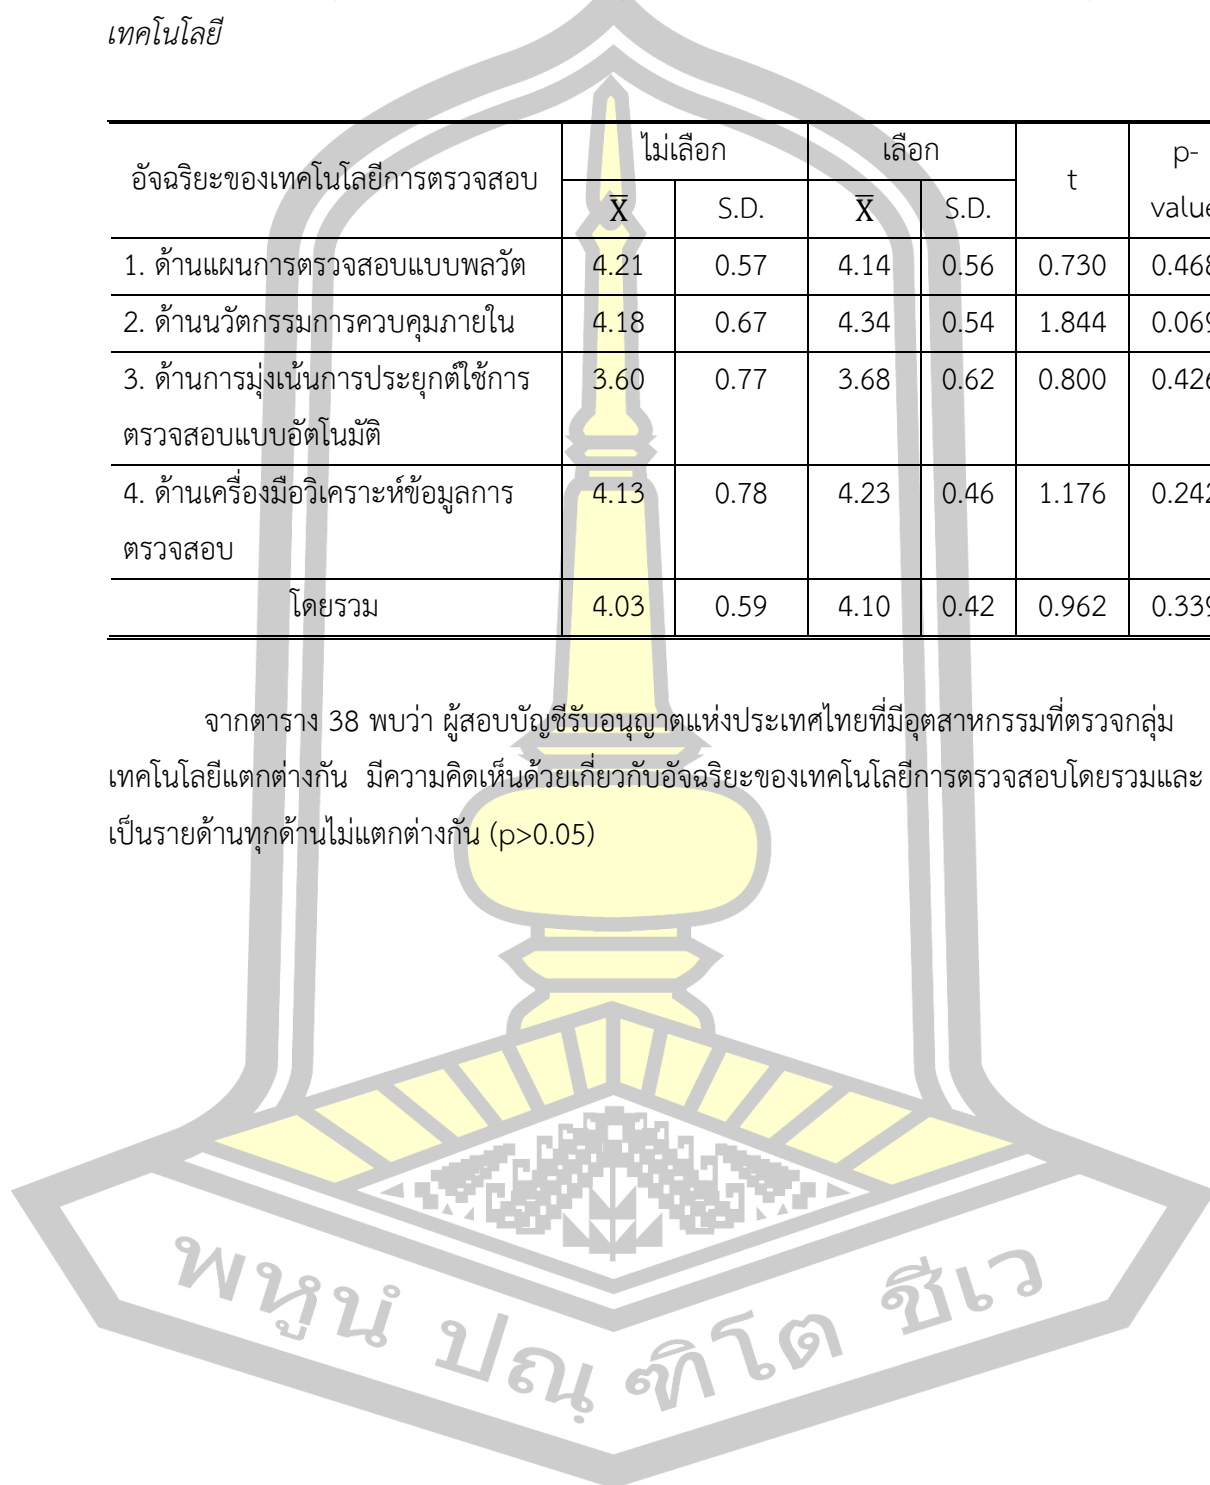 เทคโนโลยี
อัจฉริยะของเทคโนโลยีการตรวจสอบ ไม่เลือก เลือก t p-value
X̅ S.D. X̅ S.D.
1. ด้านแผนการตรวจสอบแบบพลวัต 4.21 0.57 4.14 0.56 0.730 0.468
2. ด้านนวัตกรรมการควบคุมภายใน 4.18 0.67 4.34 0.54 1.844 0.069
3. ด้านการมุ่งเน้นการประยุกต์ใช้การ 3.60 0.77 3.68 0.62 0.800 0.426
ตรวจสอบแบบอัตโนมัติ
4. ด้านเครื่องมือวิเคราะห์ข้อมูลการ 4.13 0.78 4.23 0.46 1.176 0.242
ตรวจสอบ
โดยรวม 4.03 0.59 4.10 0.42 0.962 0.339
จากตาราง 38 พบว่า ผู้สอบบัญชีรับอนุญาตแห่งประเทศไทยที่มีอุตสาหกรรมที่ตรวจกลุ่ม
เทคโนโลยีแตกต่างกัน มีความคิดเห็นด้วยเกี่ยวกับอัจฉริยะของเทคโนโลยีการตรวจสอบโดยรวมและ
เป็นรายด้านทุกด้านไม่แตกต่างกัน (p>0.05)
พหูนํ ปณฺฑิโต ชีเว